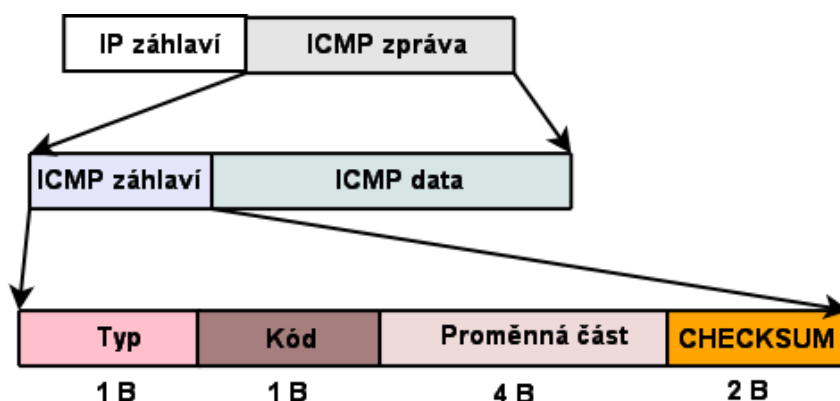 IP záhlaví ICMP zpráva
ICMP záhlaví ICMP data
Typ Kód Proměnná část CHECKSUM
1 B 1 B 4 B 2 B